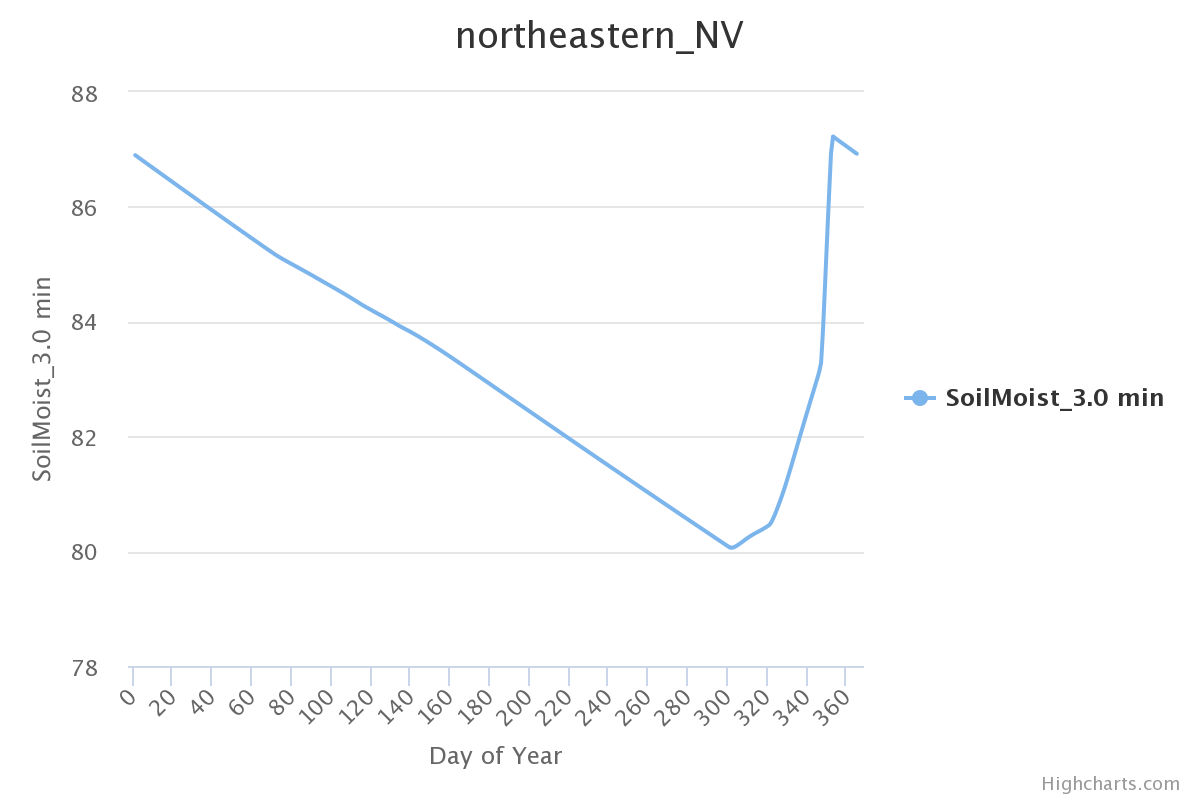 northeastern_NV
88
86
84
82
80
78
SoilMoist_3.0 min
0 20 40 60 80 100 120 140 160 180 200 220 240 260 280 300 320 340 360
Day of Year
SoilMoist_3.0 min
Highcharts.com